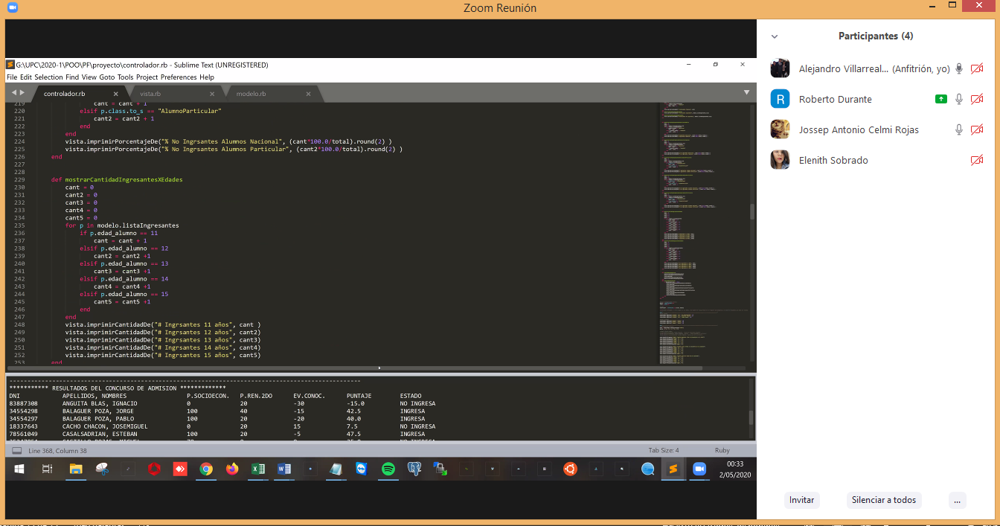 Zoom Reunión
G:\UPC\2020-1\POO\PF\proyecto\controlador.rb - Sublime Text (UNREGISTERED)
File Edit Selection Find View Goto Tools Project Preferences Help
controlador.rb vista.rb modelo.rb
219 cant = cant + 1
220 elsif p.class.to_s == "AlumnoParticular"
221 cant2 = cant2 + 1
222 end
223 end
224 vista.imprimirPorcentajeDe("% No Ingrsantes Alumnos Nacional", (cant*100.0/total).round(2) )
225 vista.imprimirPorcentajeDe("% No Ingrsantes Alumnos Particular", (cant2*100.0/total).round(2) )
226 end
227
228
229 def mostrarCantidadIngresantesXEdades
230 cant = 0
231 cant2 = 0
232 cant3 = 0
233 cant4 = 0
234 cant5 = 0
235 for p in modelo.listaIngresantes
236 if p.edad_alumno == 11
237 cant = cant + 1
238 elsif p.edad_alumno == 12
239 cant2 = cant2 +1
240 elsif p.edad_alumno == 13
241 cant3 = cant3 +1
242 elsif p.edad_alumno == 14
243 cant4 = cant4 +1
244 elsif p.edad_alumno == 15
245 cant5 = cant5 +1
246 end
247 end
248 vista.imprimirCantidadDe("# Ingrsantes 11 años", cant )
249 vista.imprimirCantidadDe("# Ingrsantes 12 años", cant2)
250 vista.imprimirCantidadDe("# Ingrsantes 13 años", cant3)
251 vista.imprimirCantidadDe("# Ingrsantes 14 años", cant4)
252 vista.imprimirCantidadDe("# Ingrsantes 15 años", cant5)
253 end
*********** RESULTADOS DEL CONCURSO DE ADMISION *************
DNI APELLIDOS, NOMBRES P.SOCIOECON. P.REN.2DO EV.CONOC. PUNTAJE ESTADO
83887308 ANGUITA BLAS, IGNACIO 0 20 -30 -15.0 NO INGRESA
34554298 BALAGUER POZA, JORGE 100 40 -15 42.5 INGRESA
34554297 BALAGUER POZA, PABLO 100 20 -20 40.0 INGRESA
18337643 CACHO CHACON, JOSEMIGUEL 0 20 15 7.5 NO INGRESA
78561049 CASALSADRIAN, ESTEBAN 100 20 -5 47.5 INGRESA
Line 368, Column 38 Tab Size: 4 Ruby
00:33
2/05/2020
Participantes (4)
Alejandro Villarreal... (Anfitrión, yo)
R Roberto Durante
Jossep Antonio Celmi Rojas
Elenith Sobrado
Invitar Silenciar a todos ...